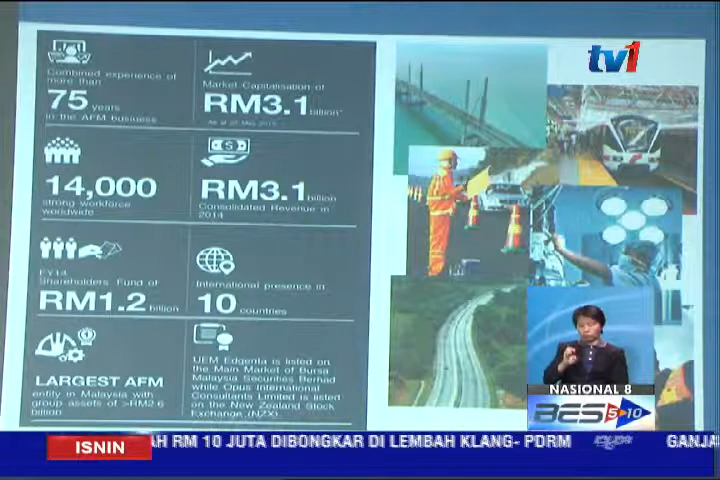 tv1
Combined experience of
more than
75 years
in the AFM business
Market Capitalisation of
RM3.1 billion*
14,000
strong workforce
worldwide
RM3.1 billion
Consolidated Revenue in
2014
FY14
Shareholders Fund of
RM1.2 billion
International presence in
10 countries
LARGEST AFM
entity in Malaysia with
group assets of >RM2.6
billion
UEM Edgenta is listed on
the Main Market of Bursa
Malaysia Securities Berhad
while Opus International
Consultants Limited is listed
on the New Zealand Stock
Exchange (NZX).
NASIONAL 8
BES 5-10
ISNIN
AH RM 10 JUTA DIBONGKAR DI LEMBAH KLANG- PDRM
GANJA